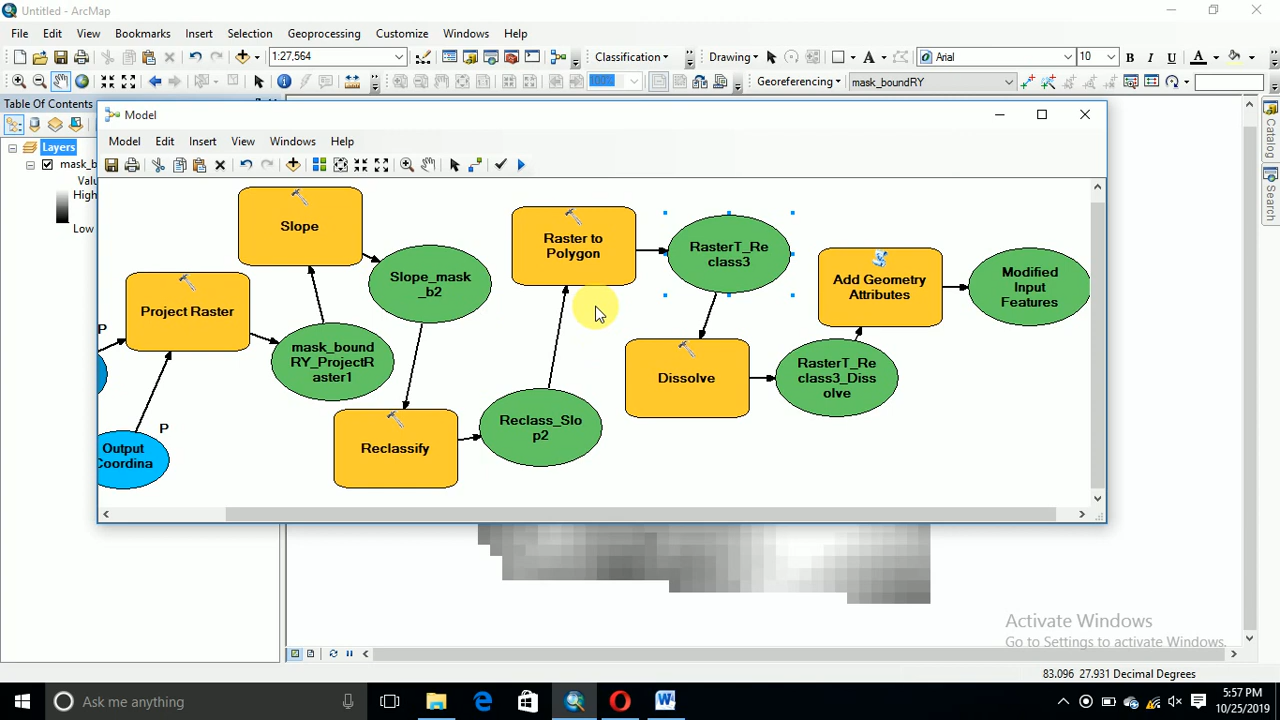 Untitled - ArcMap
File Edit View Bookmarks Insert Selection Geoprocessing Customize Windows Help
1:27,564 Classification Drawing Arial 10 B I U A
100% Georeferencing mask_boundRY
Table Of Contents
Layers
mask_b
Valu
High
Low
Model
Model Edit Insert View Windows Help
Slope
Raster to
Polygon
RasterT_Re
class3
Slope_mask
_b2
Add Geometry
Attributes
Modified
Input
Features
Project Raster
P
mask_bound
RY_ProjectR
aster1
Dissolve
RasterT_Re
class3_Diss
olve
P
Output
Coordina
Reclassify
Reclass_Slo
p2
Catalog
Search
Activate Windows
Go to Settings to activate Windows.
83.096 27.931 Decimal Degrees
Ask me anything
5:57 PM
10/25/2019